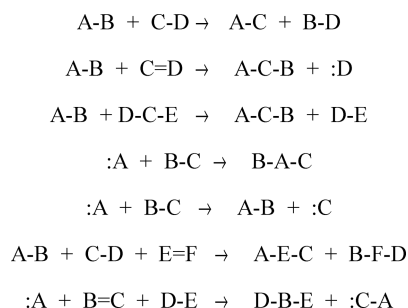 A-B + C-D → A-C + B-D
A-B + C=D → A-C-B + :D
A-B +D-C-E → A-C-B + D-E
:A + B-C → B-A-C
:A + B-C → A-B + :C
A-B + C-D + E=F → A-E-C + B-F-D
:A + B=C + D-E → D-B-E + :C-A